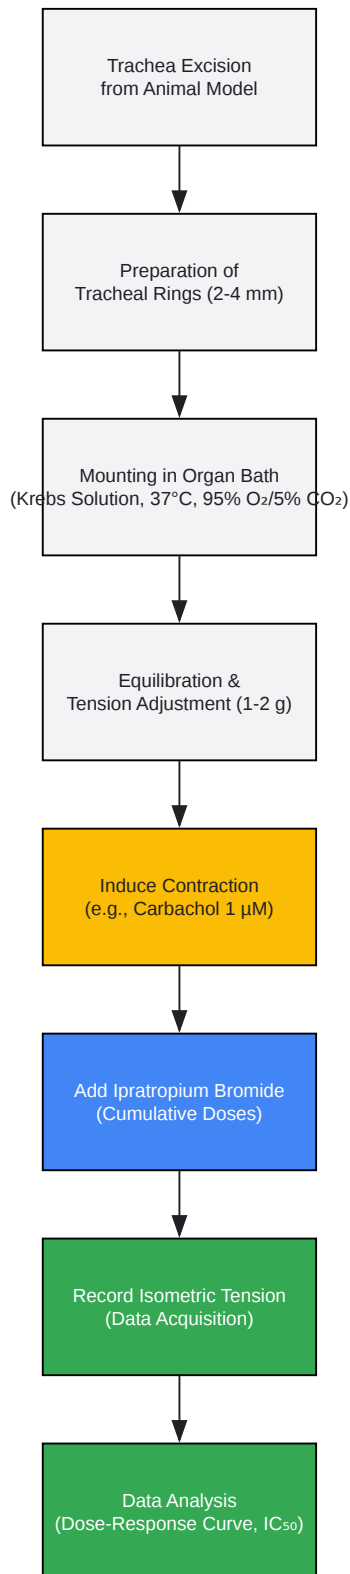 Trachea Excision
from Animal Model
Preparation of
Tracheal Rings (2-4 mm)
Mounting in Organ Bath
(Krebs Solution, 37°C, 95% O₂/5% CO₂)
Equilibration &
Tension Adjustment (1-2 g)
Induce Contraction
(e.g., Carbachol 1 µM)
Add Ipratropium Bromide
(Cumulative Doses)
Record Isometric Tension
(Data Acquisition)
Data Analysis
(Dose-Response Curve, IC₅₀)